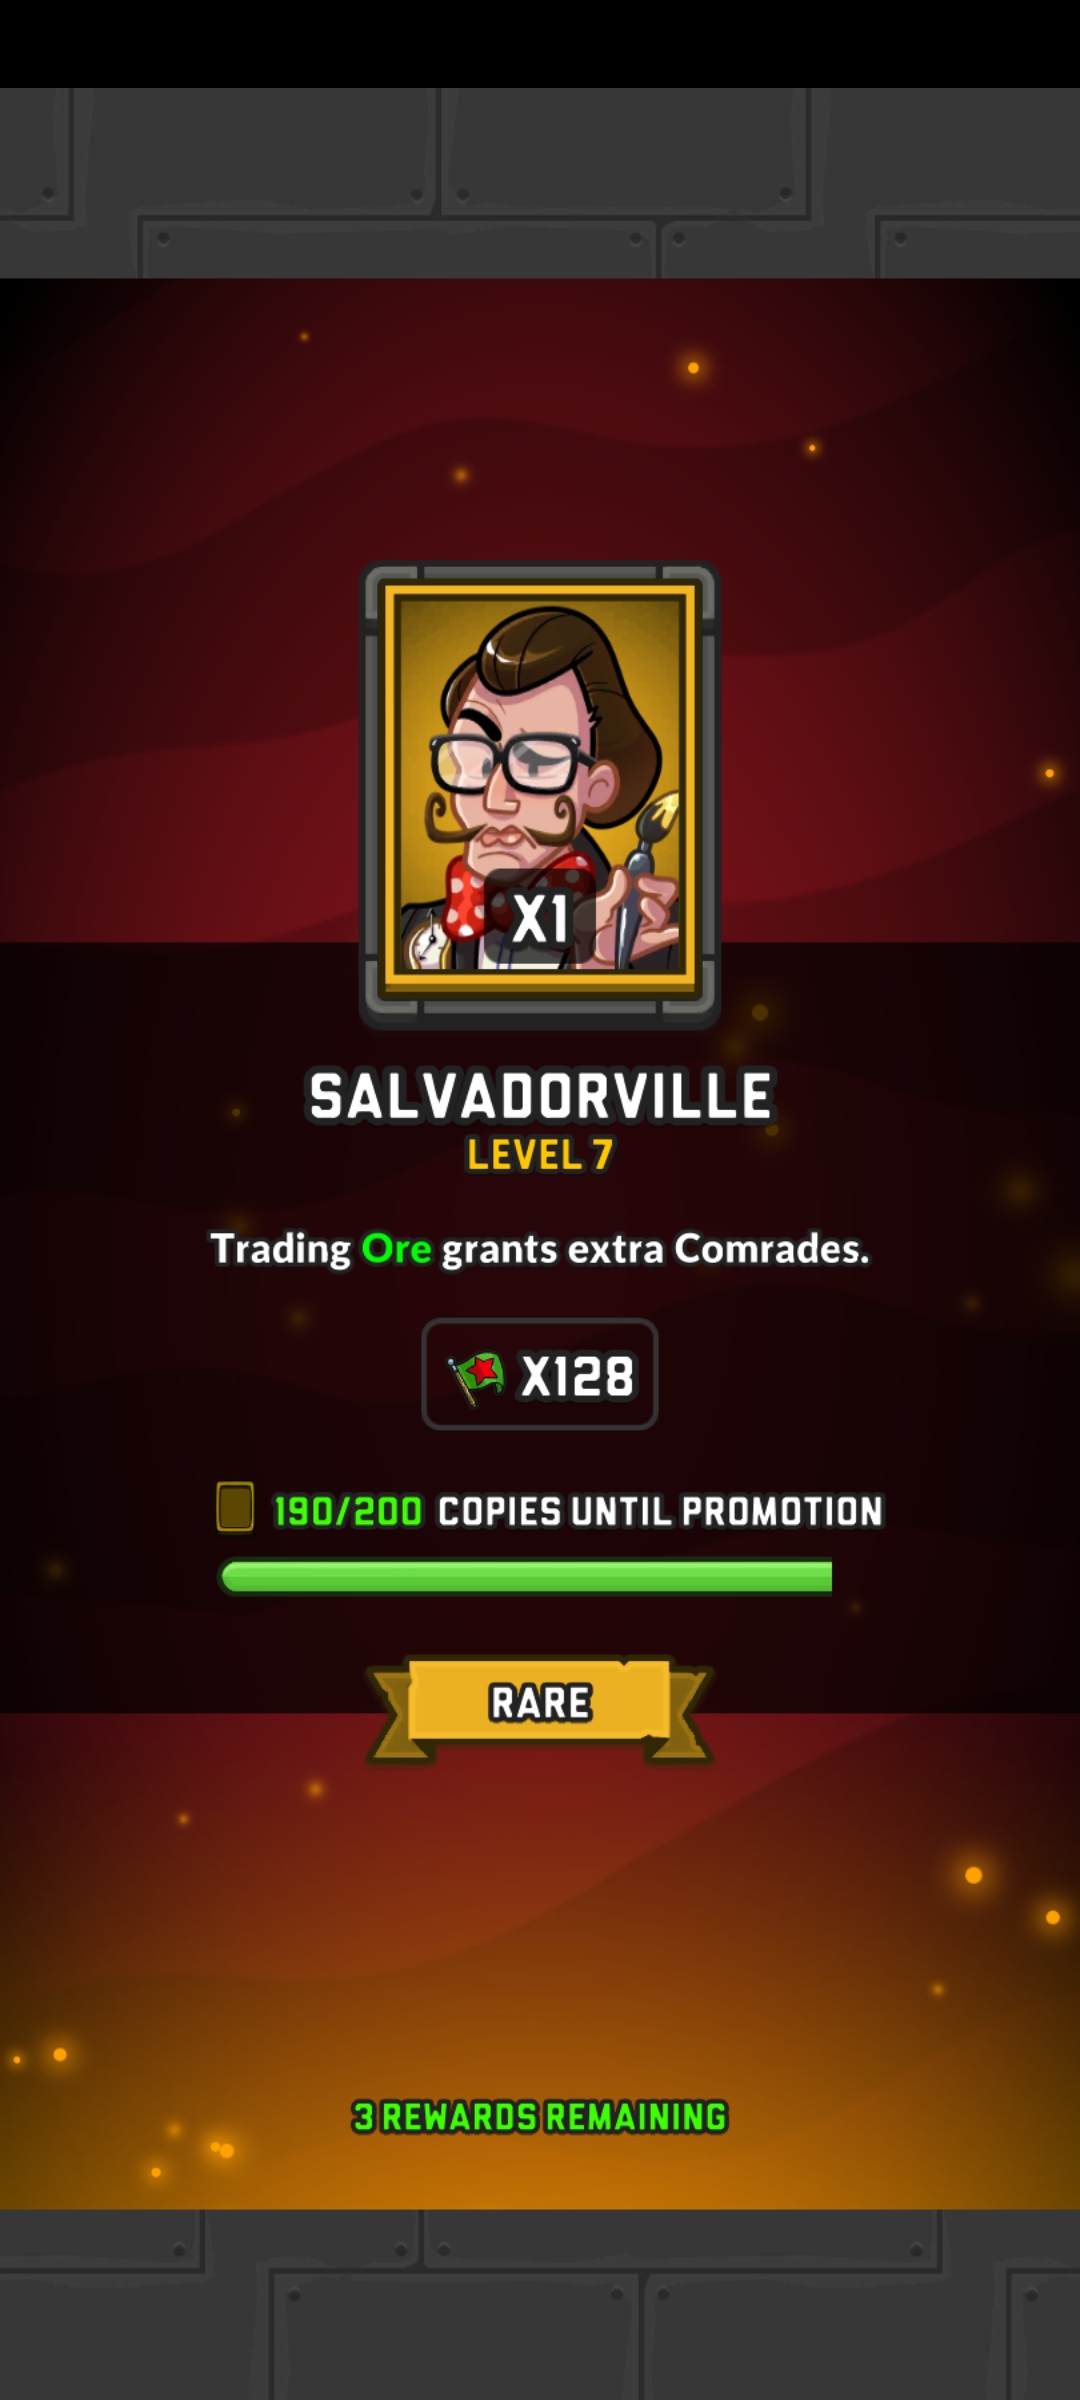 X1
SALVADORVILLE
LEVEL 7
Trading Ore grants extra Comrades.
X128
190/200 COPIES UNTIL PROMOTION
RARE
3 REWARDS REMAINING